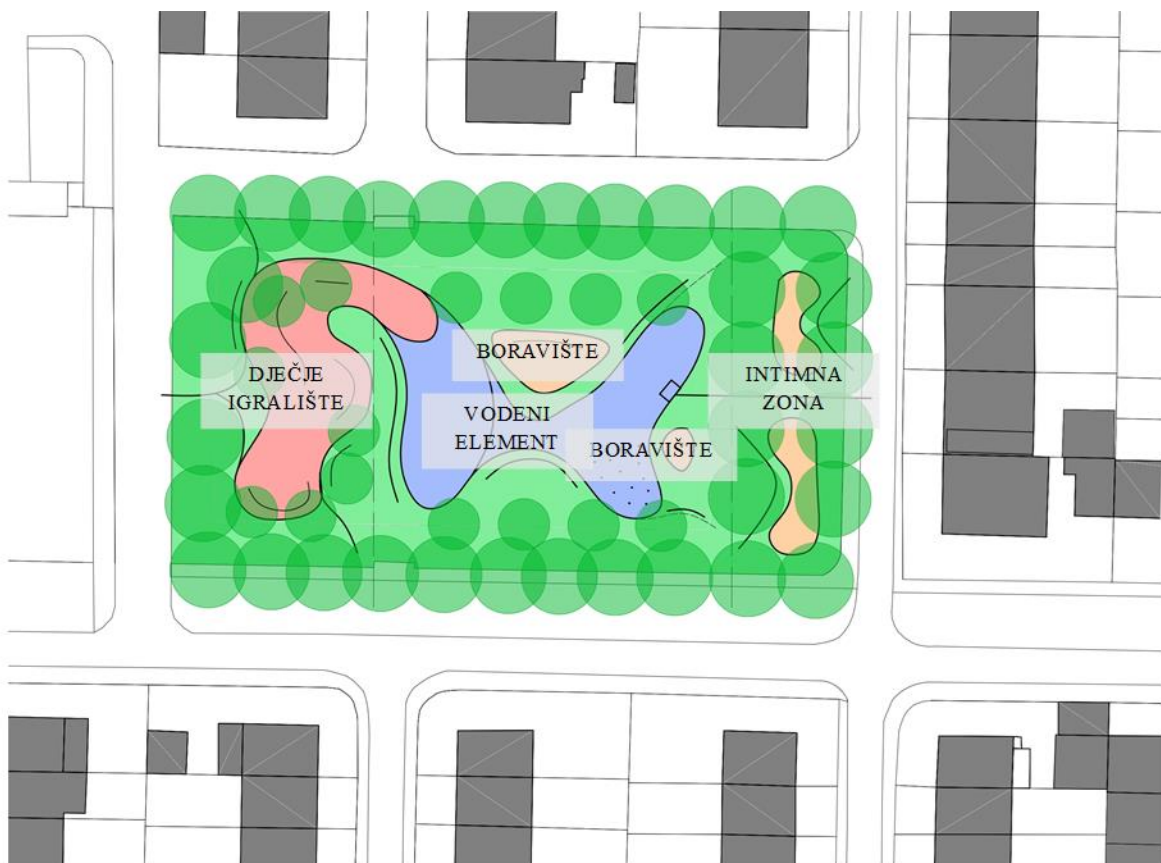 DJEČJE
IGRALIŠTE
BORAVIŠTE
VODENI
ELEMENT
BORAVIŠTE
INTIMNA
ZONA